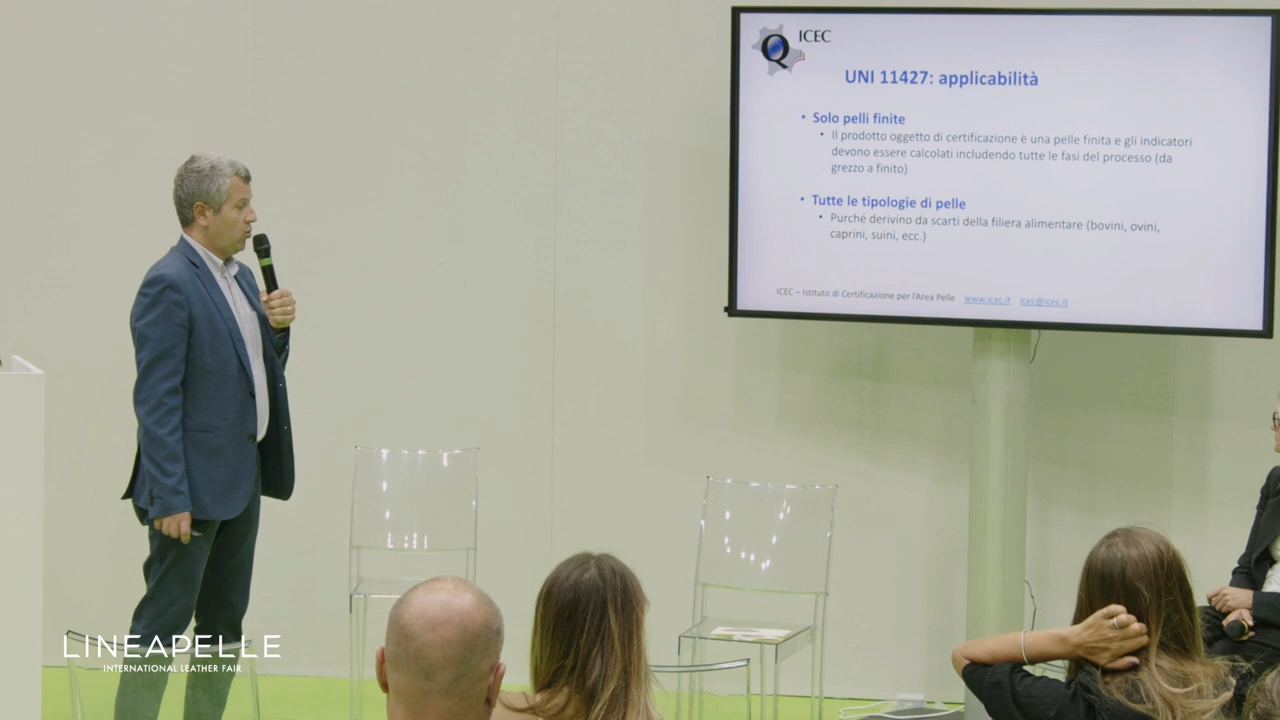 ICEC
Q
UNI 11427: applicabilità
• Solo pelli finite
• Il prodotto oggetto di certificazione è una pelle finita e gli indicatori
devono essere calcolati includendo tutte le fasi del processo (da
grezzo a finito)
• Tutte le tipologie di pelle
• Purché derivino da scarti della filiera alimentare (bovini, ovini,
caprini, suini, ecc.)
ICEC – Istituto di Certificazione per l'Area Pelle www.icec.it icec@icec.it
LINEAPELLE
INTERNATIONAL LEATHER FAIR